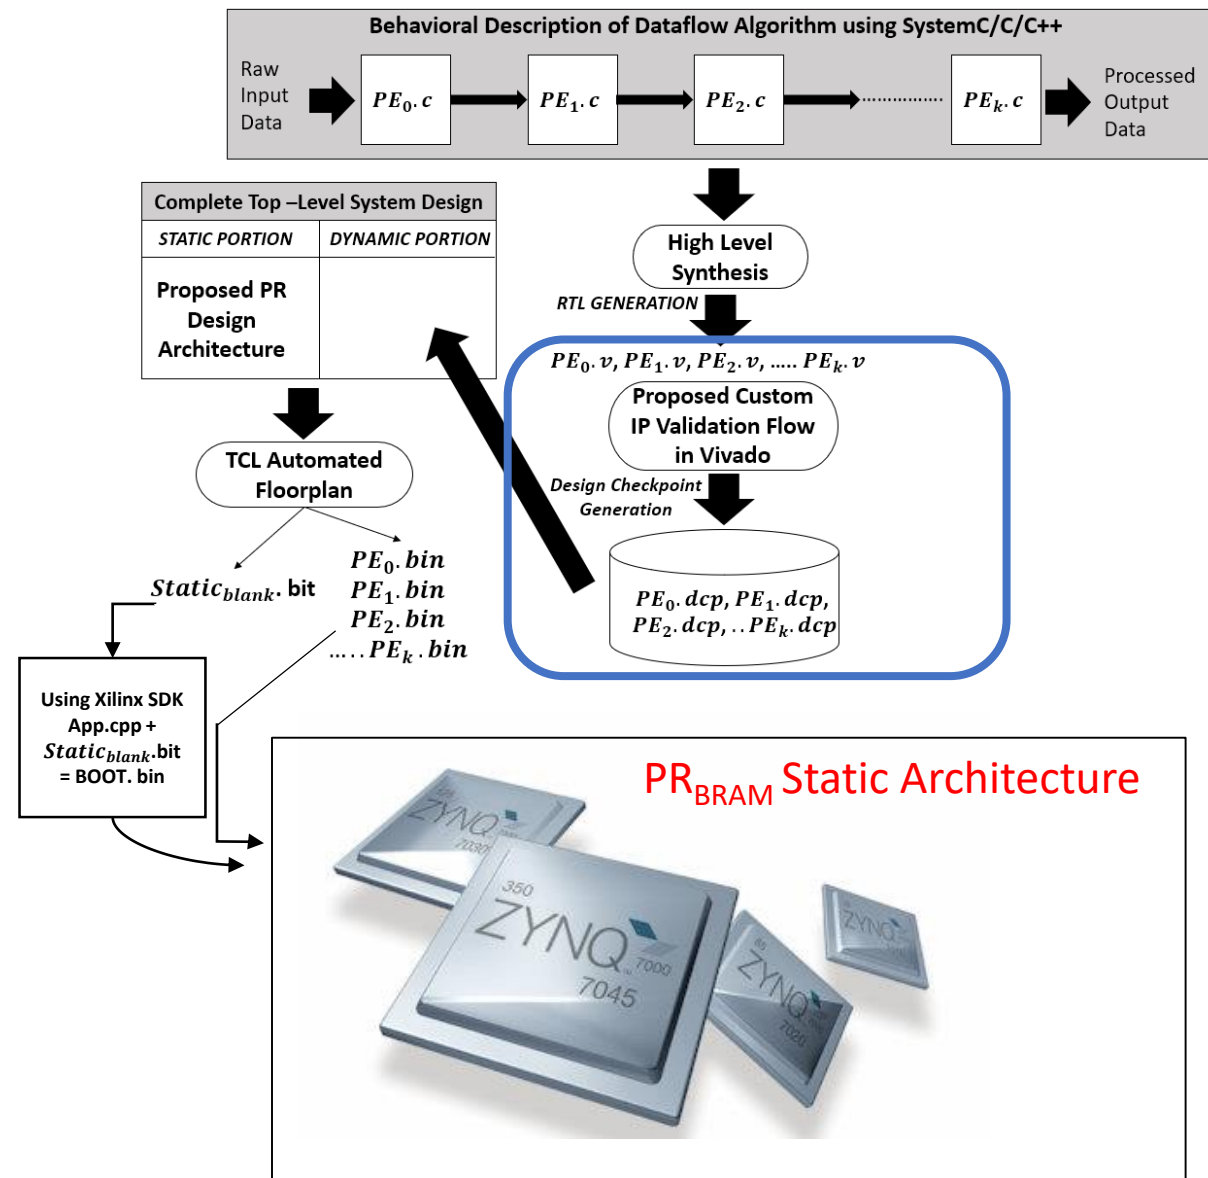 Behavioral Description of Dataflow Algorithm using SystemC/C/C++
Raw
Input
Data
PE₀.c
PE₁.c
PE₂.c
...............
PEₖ.c
Processed
Output
Data
Complete Top –Level System Design
STATIC PORTION
DYNAMIC PORTION
Proposed PR
Design
Architecture
High Level
Synthesis
RTL GENERATION
PE₀.v, PE₁.v, PE₂.v, ..... PEₖ.v
Proposed Custom
IP Validation Flow
in Vivado
Design Checkpoint
Generation
PE₀.dcp, PE₁.dcp,
PE₂.dcp, ..PEₖ.dcp
TCL Automated
Floorplan
Static_blank. bit
PE₀.bin
PE₁.bin
PE₂.bin
.....PEₖ.bin
Using Xilinx SDK
App.cpp +
Static_blank.bit
= BOOT. bin
PR_BRAM Static Architecture
ZYNQ
7030
350
ZYNQ
7000
7045
85
ZYNQ
7020